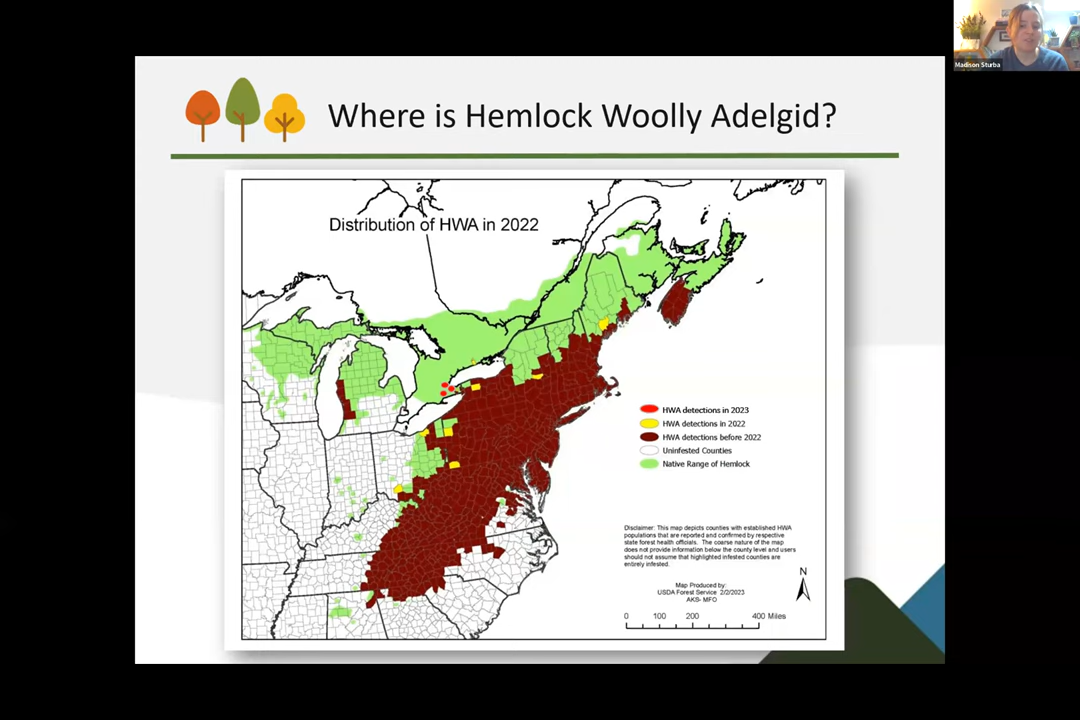 Madison Sturba
Where is Hemlock Woolly Adelgid?
Distribution of HWA in 2022
HWA detections in 2023
HWA detections in 2022
HWA detections before 2022
Uninfested Counties
Native Range of Hemlock
Disclaimer: This map depicts counties with established HWA
populations that are reported and confirmed by respective
state forest health officials. The coarse nature of the map
does not provide information below the county level and users
should not assume that highlighted infested counties are
entirely infested.
Map Produced by:
USDA Forest Service 2/2/2023
AKS- MFO
N
0 100 200 400 Miles